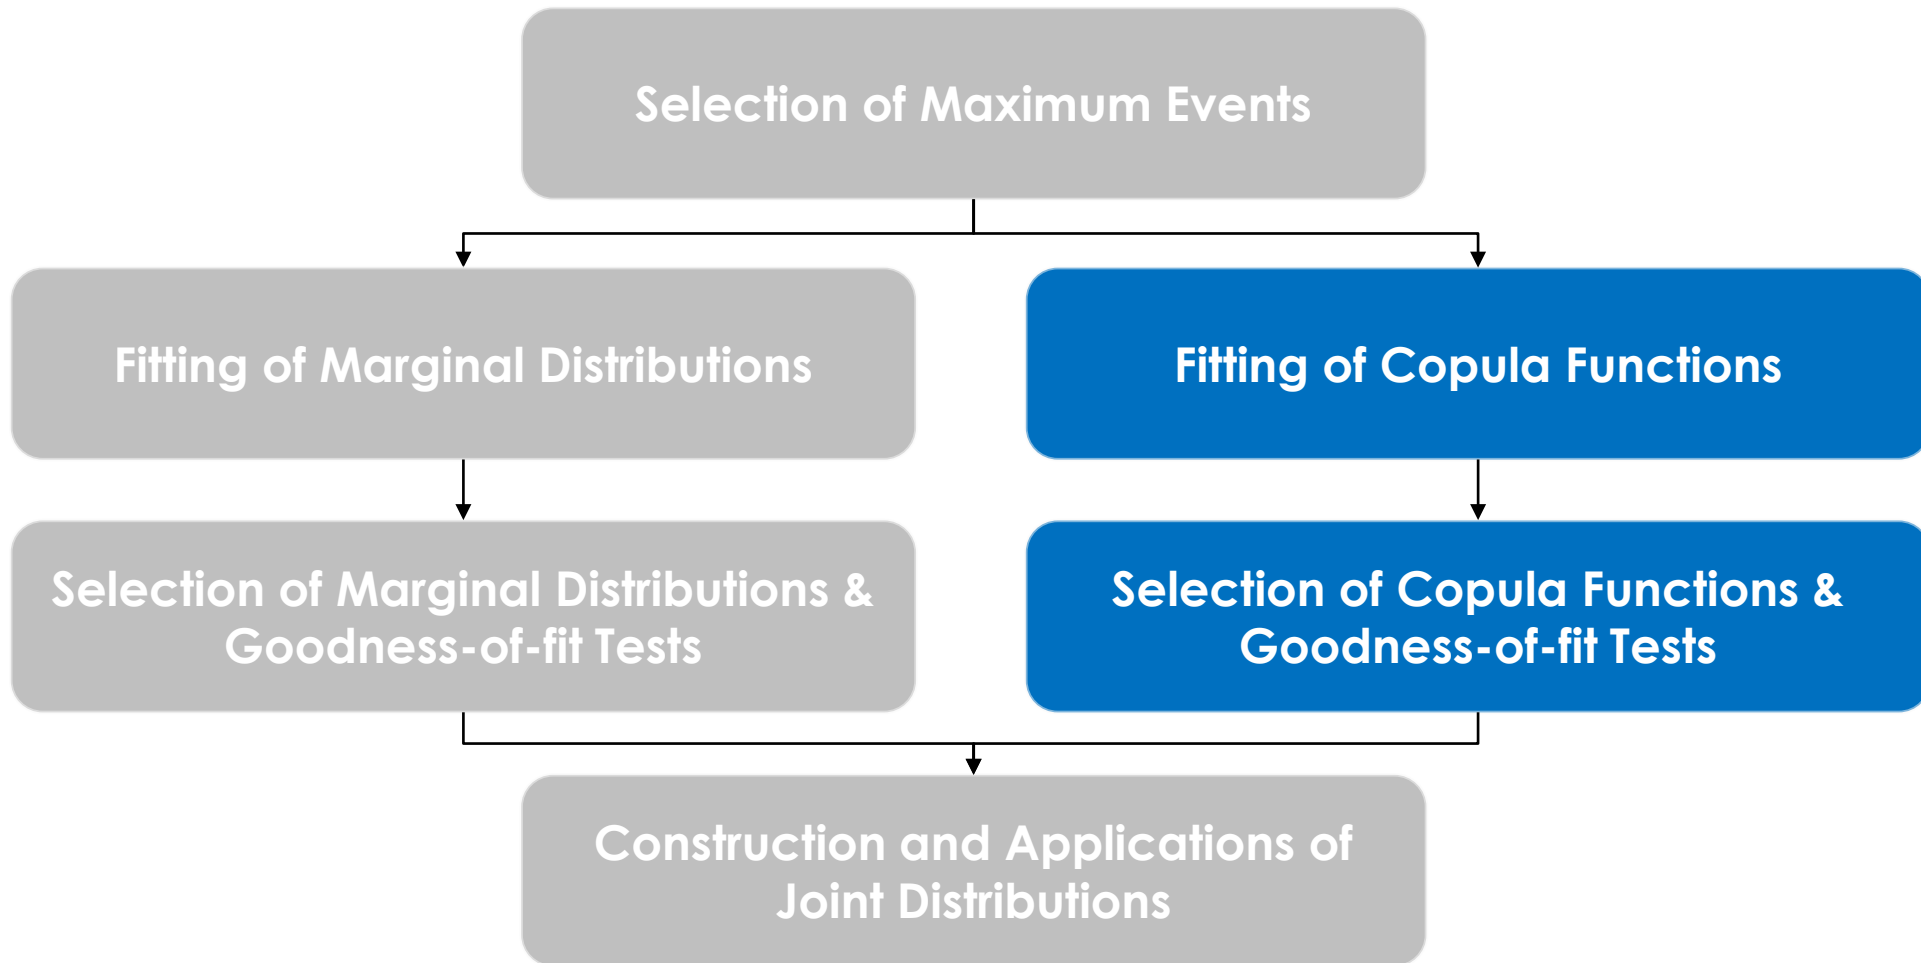 Selection of Maximum Events
Fitting of Marginal Distributions
Fitting of Copula Functions
Selection of Marginal Distributions &
Goodness-of-fit Tests
Selection of Copula Functions &
Goodness-of-fit Tests
Construction and Applications of
Joint Distributions